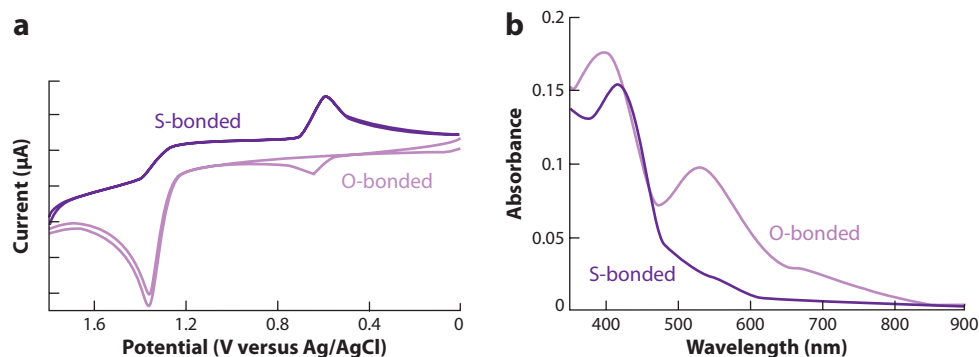 a
S-bonded
O-bonded
Current (µA)
1.6
1.2
0.8
0.4
0
Potential (V versus Ag/AgCl)
b
0.2
0.15
0.1
0.05
0
Absorbance
O-bonded
S-bonded
400
500
600
700
800
900
Wavelength (nm)